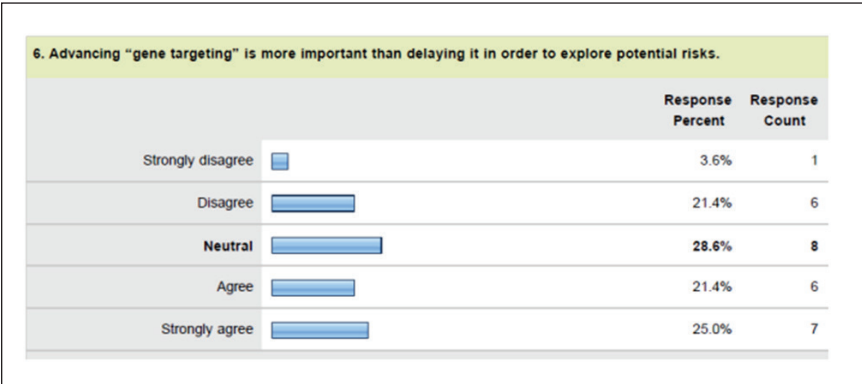 6. Advancing “gene targeting” is more important than delaying it in order to explore potential risks.
Response Response
Percent Count
Strongly disagree 3.6% 1
Disagree 21.4% 6
Neutral 28.6% 8
Agree 21.4% 6
Strongly agree 25.0% 7